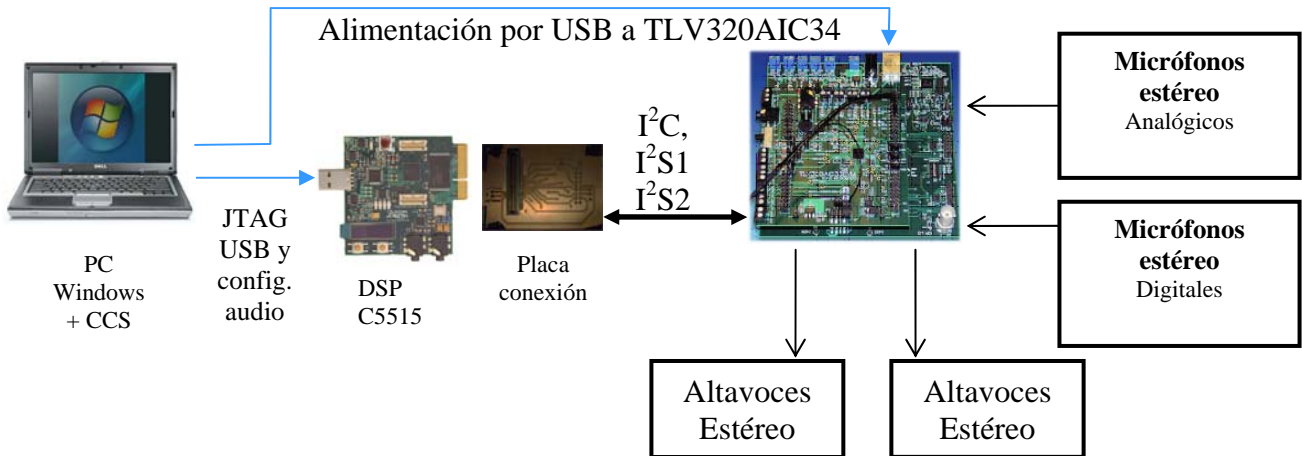 Alimentación por USB a TLV320AIC34
Micrófonos
estéreo
Analógicos
I²C,
I²S1
I²S2
JTAG
USB y
config.
audio
PC
Windows
+ CCS
DSP
C5515
Placa
conexión
Micrófonos
estéreo
Digitales
Altavoces
Estéreo
Altavoces
Estéreo